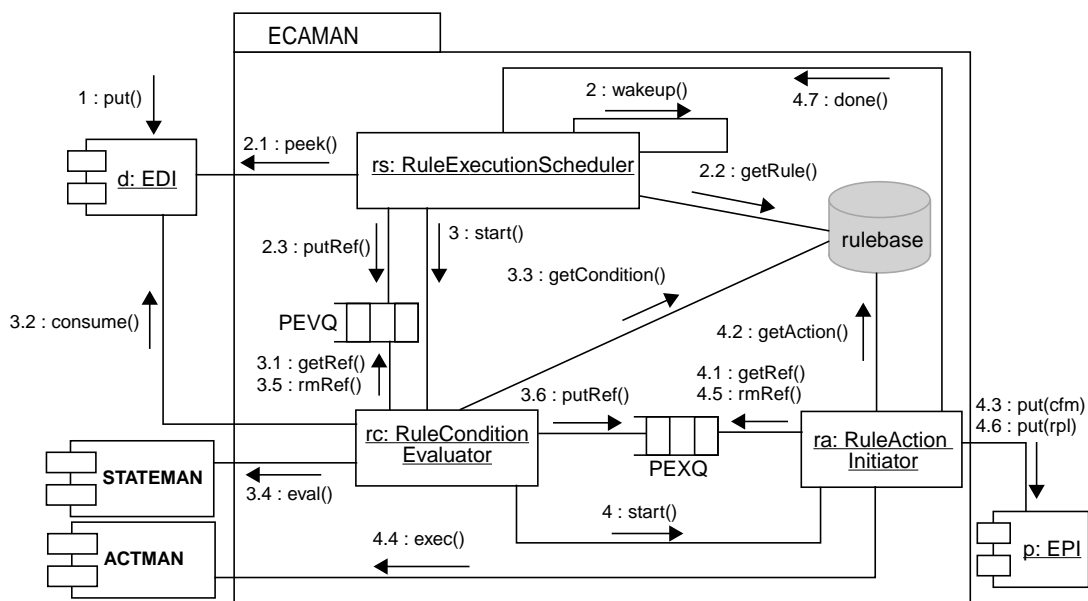 ECAMAN
1 : put()
2 : wakeup()
4.7 : done()
2.1 : peek()
d: EDI
rs: RuleExecutionScheduler
2.2 : getRule()
rulebase
2.3 : putRef()
3 : start()
3.3 : getCondition()
3.2 : consume()
PEVQ
4.2 : getAction()
3.1 : getRef()
3.5 : rmRef()
3.6 : putRef()
4.1 : getRef()
4.5 : rmRef()
4.3 : put(cfm)
4.6 : put(rpl)
rc: RuleCondition
Evaluator
PEXQ
ra: RuleAction
Initiator
STATEMAN
3.4 : eval()
4 : start()
4.4 : exec()
ACTMAN
p: EPI